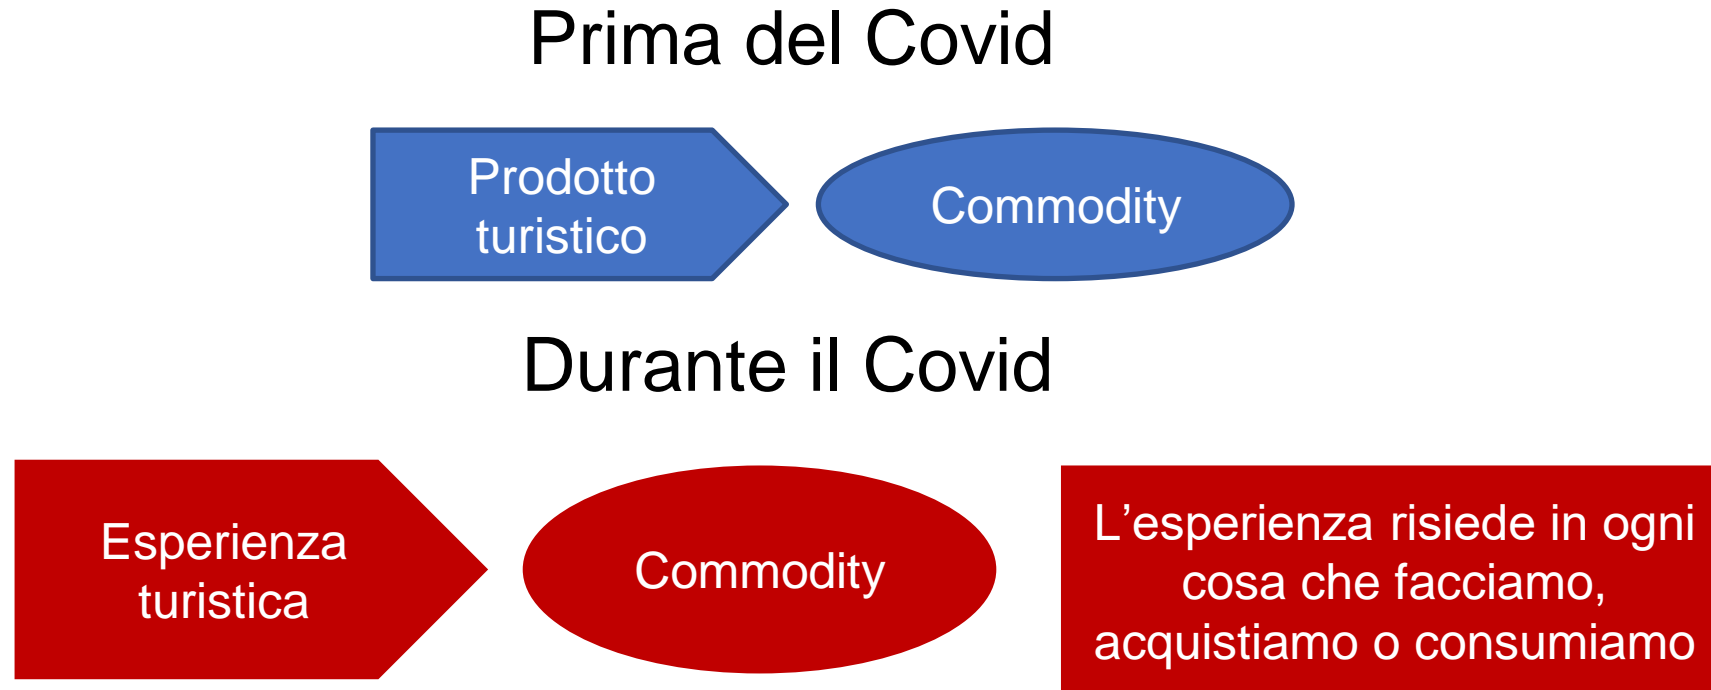 Prima del Covid
Prodotto
turistico
Commodity
Durante il Covid
Esperienza
turistica
Commodity
L’esperienza risiede in ogni
cosa che facciamo,
acquistiamo o consumiamo